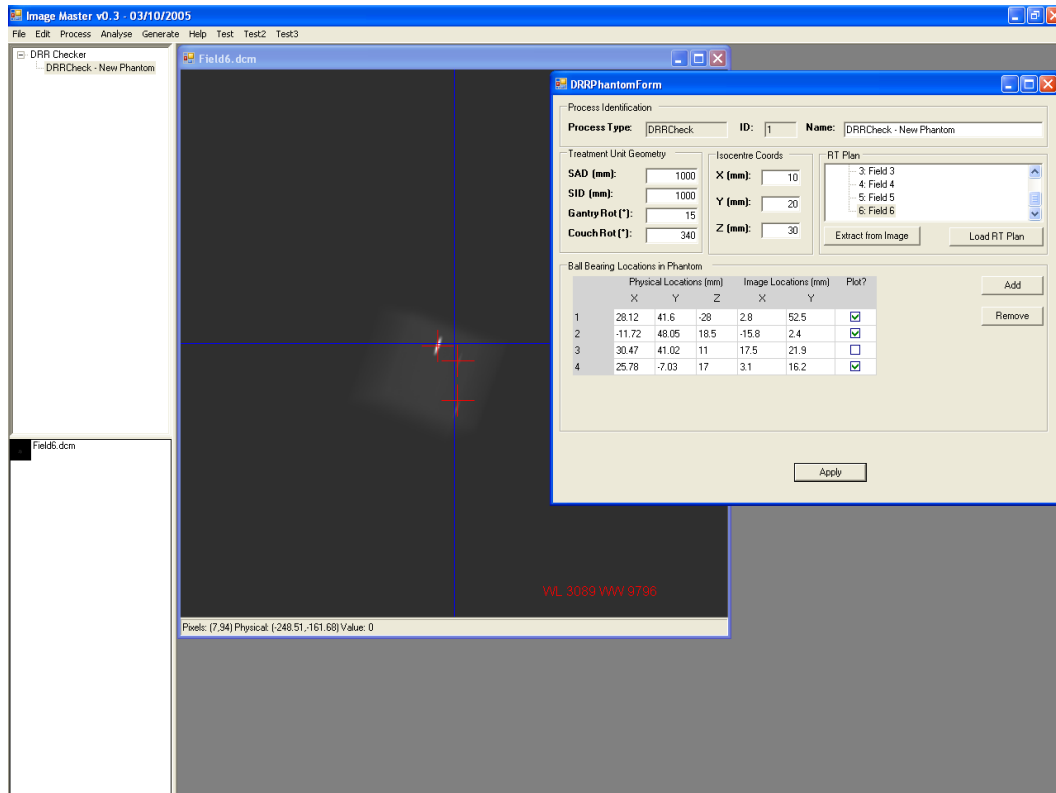 Image Master v0.3 - 03/10/2005
File Edit Process Analyse Generate Help Test Test2 Test3
DRR Checker
DRRCheck - New Phantom
Field6.dcm
WL 3089 WW 9796
Pixels: (7,94) Physical: (-248.51,-161.68) Value: 0
Field6.dcm
DRRPhantomForm
Process Identification
Process Type: DRRCheck ID: 1 Name: DRRCheck - New Phantom
Treatment Unit Geometry
SAD (mm): 1000
SID (mm): 1000
Gantry Rot (°): 15
Couch Rot (°): 340
Isocentre Coords
X (mm): 10
Y (mm): 20
Z (mm): 30
RT Plan
3: Field 3
4: Field 4
5: Field 5
6: Field 6
Extract from Image Load RT Plan
Ball Bearing Locations in Phantom
Physical Locations (mm) Image Locations (mm) Plot?
X Y Z X Y
1 28.12 41.6 -28 2.8 52.5
2 -11.72 48.05 18.5 -15.8 2.4
3 30.47 41.02 11 17.5 21.9
4 25.78 -7.03 17 3.1 16.2
Add
Remove
Apply